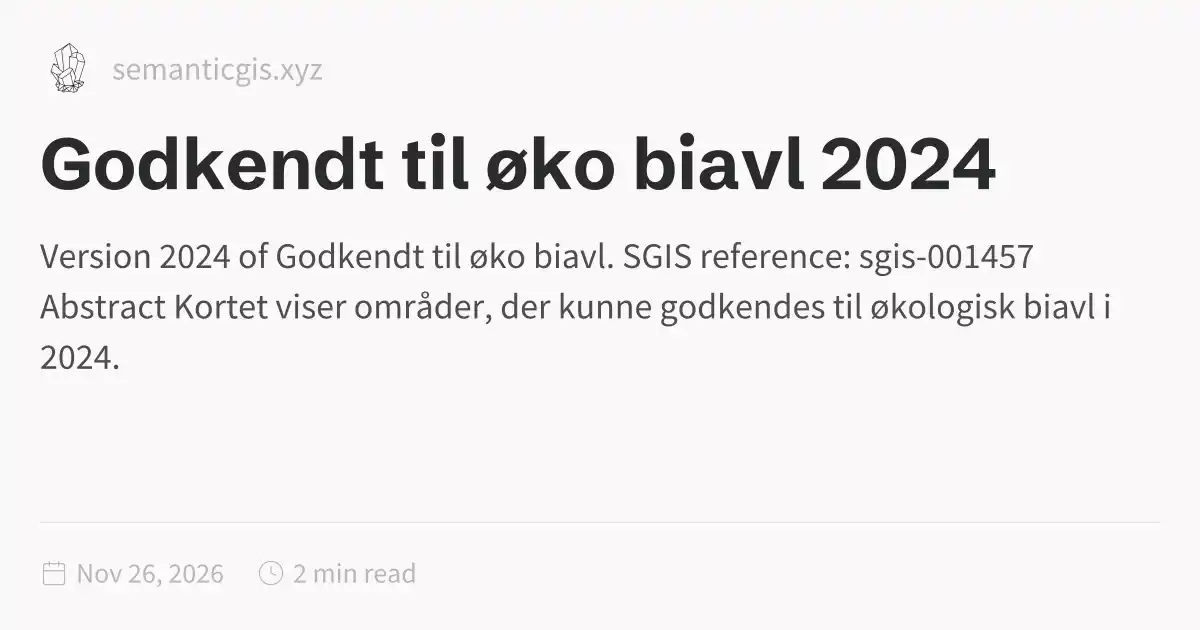 semanticgis.xyz
Godkendt til øko biavl 2024
Version 2024 of Godkendt til øko biavl. SGIS reference: sgis-001457
Abstract Kortet viser områder, der kunne godkendes til økologisk biavl i
2024.
Nov 26, 2026 2 min read